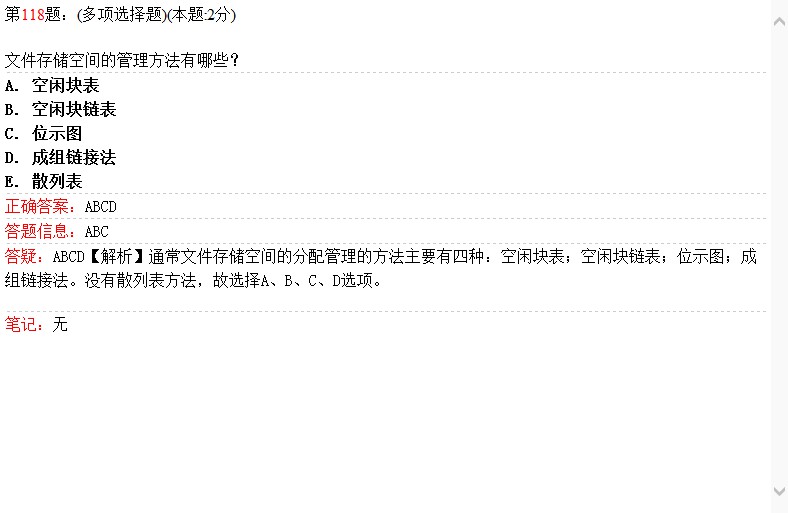 第118题: (多项选择题)(本题:2分)
文件存储空间的管理方法有哪些?
A. 空闲块表
B. 空闲块链表
C. 位示图
D. 成组链接法
E. 散列表
正确答案: ABCD
答题信息: ABC
答疑: ABCD【解析】通常文件存储空间的分配管理的方法主要有四种: 空闲块表; 空闲块链表; 位示图; 成
组链接法。没有散列表方法, 故选择A、B、C、D选项。
笔记: 无